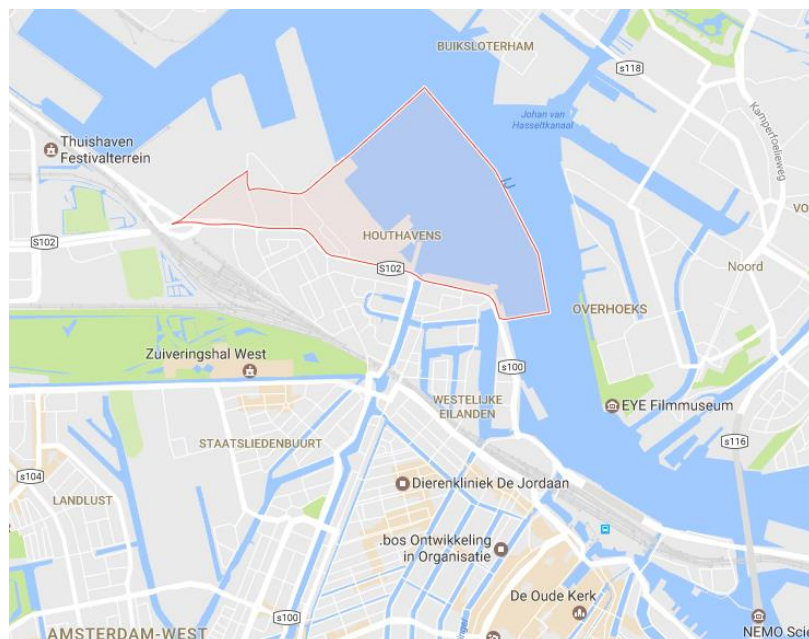 BUIKSLOTERHAM
s118
Johan van
Hasseltkanaal
Kamperfoelieweg
Thuishaven
Festivalterrein
IJ
VO
HOUTHAVENS
S102
S102
Noord
OVERHOEKS
Zuiveringshal West
s100
WESTELIJKE
EILANDEN
EYE Filmmuseum
STAATSLIEDENBUURT
s116
s104
LANDLUST
Dierenkliniek De Jordaan
.bos Ontwikkeling
in Organisatie
De Oude Kerk
s100
AMSTERDAM-WEST
NEMO Scie